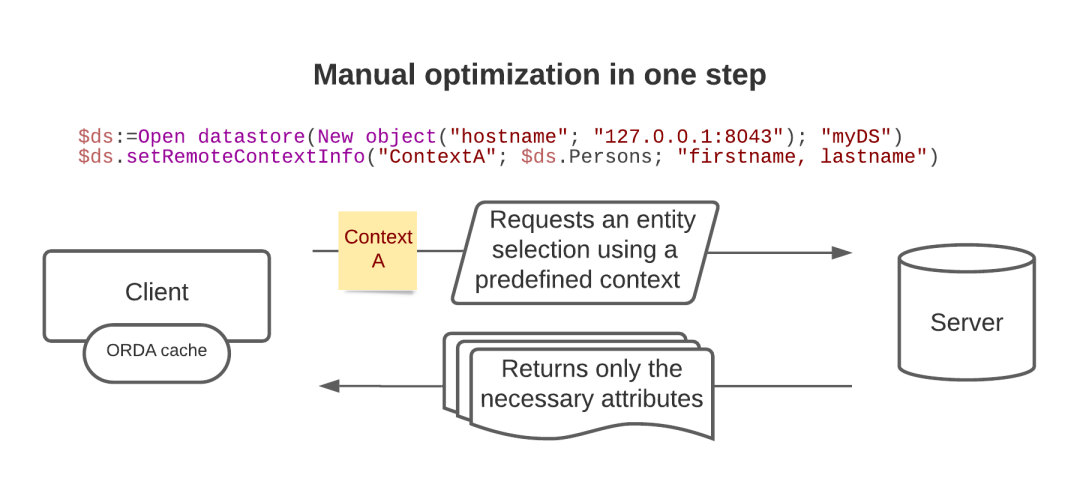 Manual optimization in one step
$ds:=Open datastore(New object("hostname"; "127.0.0.1:8043"); "myDS")
$ds.setRemoteContextInfo("ContextA"; $ds.Persons; "firstname, lastname")
Requests an entity
selection using a
predefined context
Context
A
Client
ORDA cache
Server
Returns only the
necessary attributes